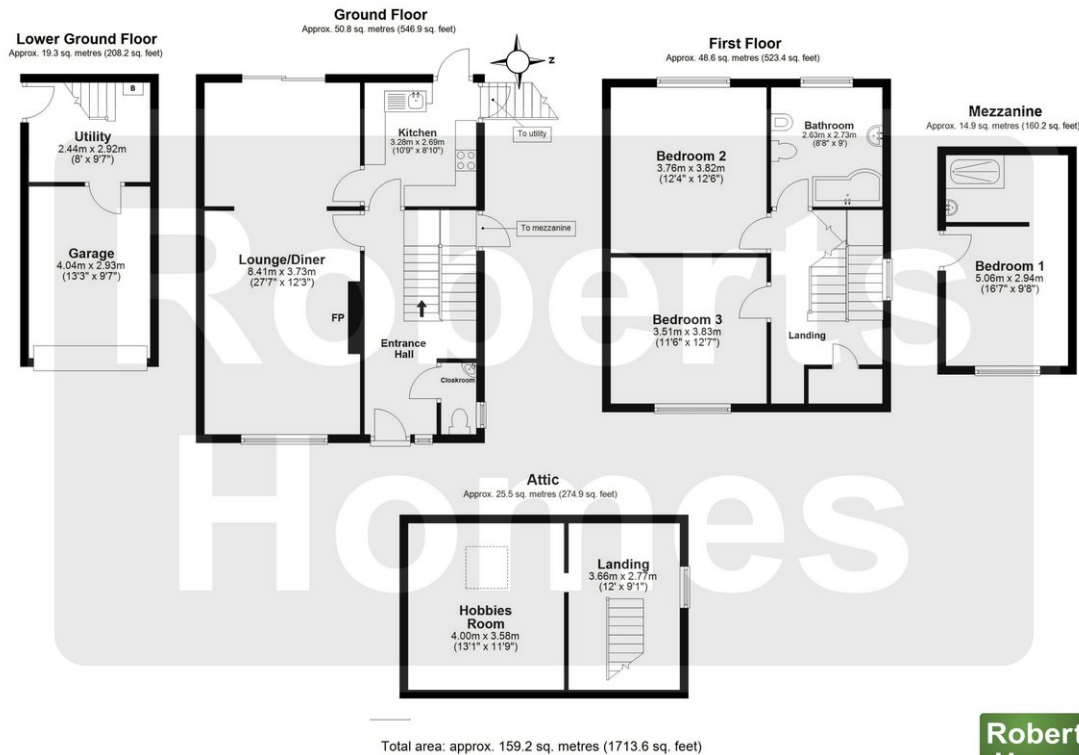 Lower Ground Floor
Approx. 19.3 sq. metres (208.2 sq. feet)
B
Utility
2.44m x 2.92m
(8' x 9'7")
Garage
4.04m x 2.93m
(13'3" x 9'7")
Ground Floor
Approx. 50.8 sq. metres (546.9 sq. feet)
Z
Kitchen
3.28m x 2.69m
(10'9" x 8'10")
To utility
To mezzanine
Lounge/Diner
8.41m x 3.73m
(27'7" x 12'3")
FP
Entrance
Hall
Cloakroom
First Floor
Approx. 48.6 sq. metres (523.4 sq. feet)
Bedroom 2
3.76m x 3.82m
(12'4" x 12'6")
Bathroom
2.63m x 2.73m
(8'8" x 9')
Bedroom 3
3.51m x 3.83m
(11'6" x 12'7")
Landing
Mezzanine
Approx. 14.9 sq. metres (160.2 sq. feet)
Bedroom 1
5.06m x 2.94m
(16'7" x 9'8")
Roberts
Homes
Attic
Approx. 25.5 sq. metres (274.9 sq. feet)
Hobbies
Room
4.00m x 3.58m
(13'1" x 11'9")
Landing
3.66m x 2.77m
(12' x 9'1")
Total area: approx. 159.2 sq. metres (1713.6 sq. feet)
Robert